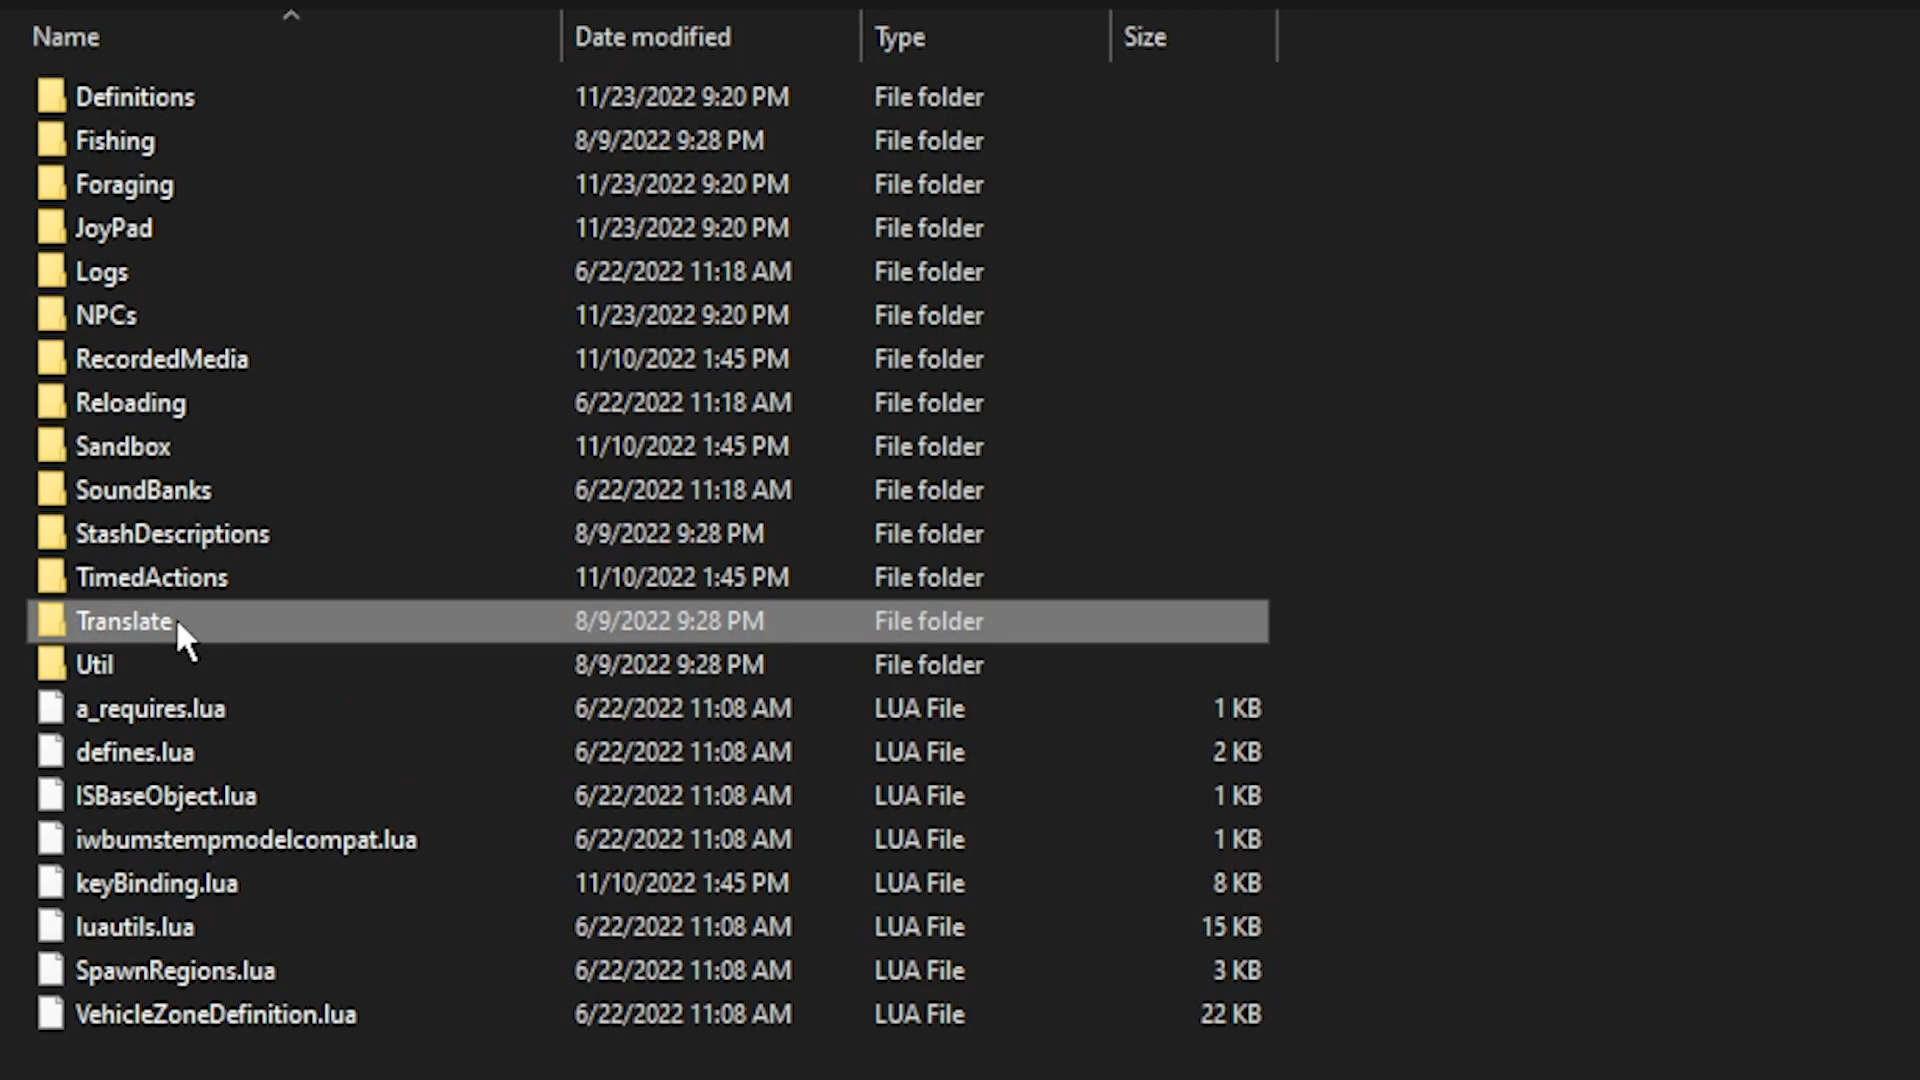 Name Date modified Type Size
Definitions 11/23/2022 9:20 PM File folder
Fishing 8/9/2022 9:28 PM File folder
Foraging 11/23/2022 9:20 PM File folder
JoyPad 11/23/2022 9:20 PM File folder
Logs 6/22/2022 11:18 AM File folder
NPCs 11/23/2022 9:20 PM File folder
RecordedMedia 11/10/2022 1:45 PM File folder
Reloading 6/22/2022 11:18 AM File folder
Sandbox 11/10/2022 1:45 PM File folder
SoundBanks 6/22/2022 11:18 AM File folder
StashDescriptions 8/9/2022 9:28 PM File folder
TimedActions 11/10/2022 1:45 PM File folder
Translate 8/9/2022 9:28 PM File folder
Util 8/9/2022 9:28 PM File folder
a_requires.lua 6/22/2022 11:08 AM LUA File 1 KB
defines.lua 6/22/2022 11:08 AM LUA File 2 KB
ISBaseObject.lua 6/22/2022 11:08 AM LUA File 1 KB
iwbumstempmodelcompat.lua 6/22/2022 11:08 AM LUA File 1 KB
keyBinding.lua 11/10/2022 1:45 PM LUA File 8 KB
luautils.lua 6/22/2022 11:08 AM LUA File 15 KB
SpawnRegions.lua 6/22/2022 11:08 AM LUA File 3 KB
VehicleZoneDefinition.lua 6/22/2022 11:08 AM LUA File 22 KB